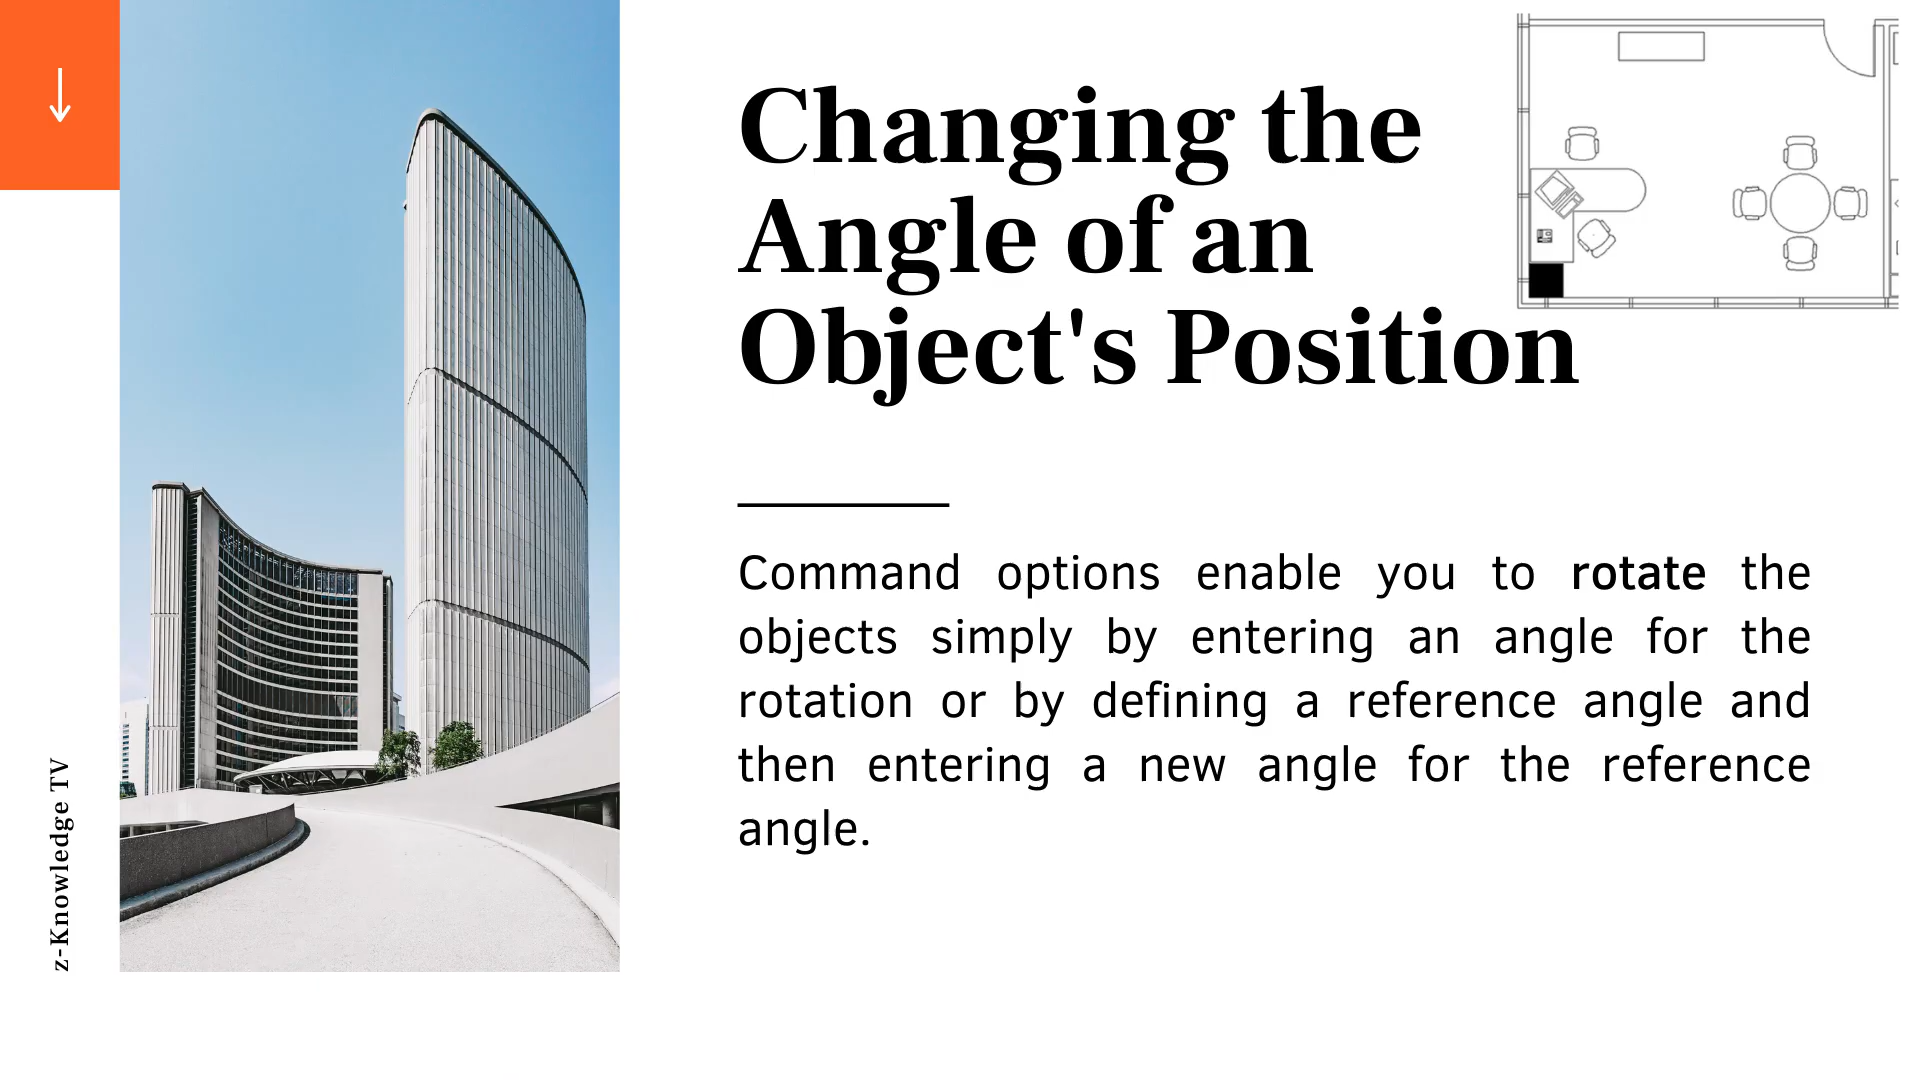 Changing the
Angle of an
Object's Position
Command options enable you to rotate the
objects simply by entering an angle for the
rotation or by defining a reference angle and
then entering a new angle for the reference
angle.
z-Knowledge TV